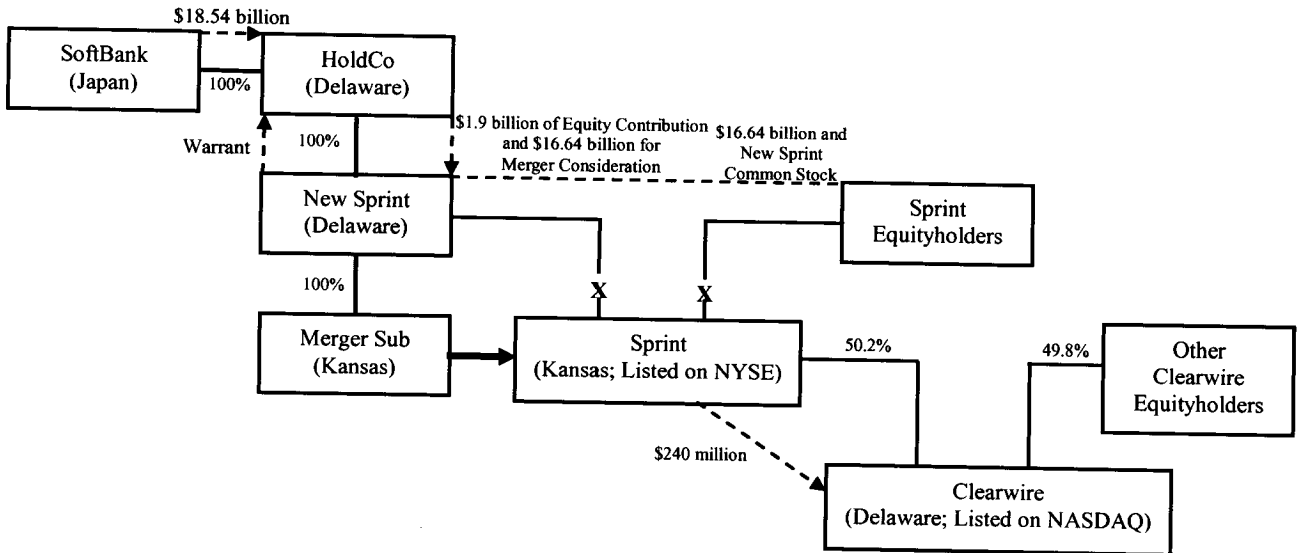 $18.54 billion
SoftBank
(Japan)
100%
HoldCo
(Delaware)
Warrant
100%
$1.9 billion of Equity Contribution
and $16.64 billion for
Merger Consideration
$16.64 billion and
New Sprint
Common Stock
New Sprint
(Delaware)
Sprint
Equityholders
100%
X
X
Merger Sub
(Kansas)
Sprint
(Kansas; Listed on NYSE)
50.2%
49.8%
Other
Clearwire
Equityholders
$240 million
Clearwire
(Delaware; Listed on NASDAQ)